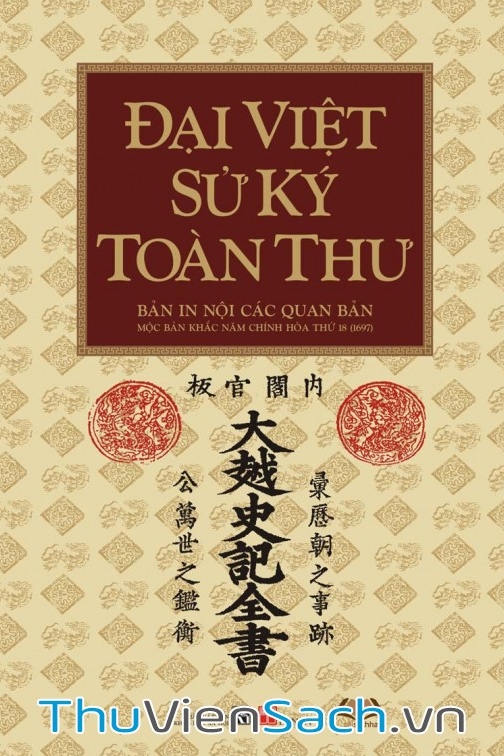 ĐẠI VIỆT
SỬ KÝ
TOÀN THƯ
BẢN IN NỘI CÁC QUAN BẢN
MỘC BẢN KHẮC NĂM CHÍNH HÒA THỨ 18 (1697)
內閣官板
彙歷朝之事跡
大越史記全書
公萬世之鑑衡
ThuVienSach.vn